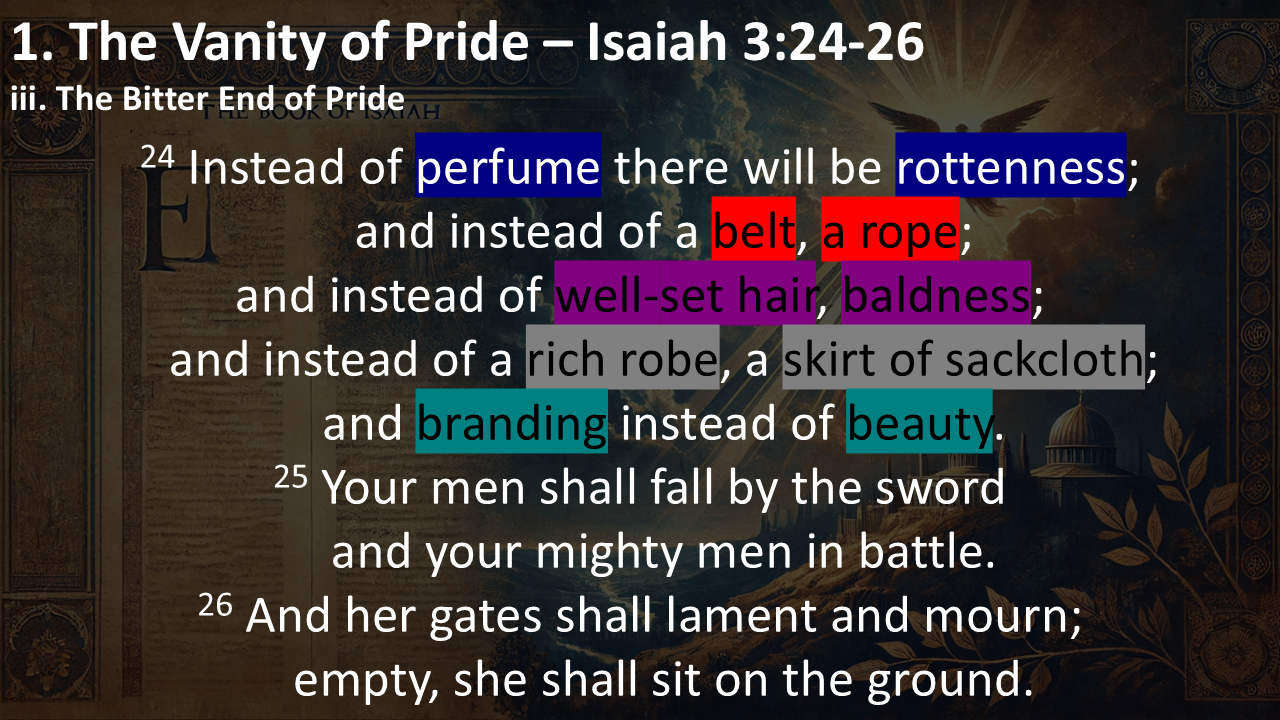 1. The Vanity of Pride – Isaiah 3:24-26
iii. The Bitter End of Pride
THE BOOK OF ISAIAH
24 Instead of perfume there will be rottenness;
and instead of a belt, a rope;
and instead of well-set hair, baldness;
and instead of a rich robe, a skirt of sackcloth;
and branding instead of beauty.
25 Your men shall fall by the sword
and your mighty men in battle.
26 And her gates shall lament and mourn;
empty, she shall sit on the ground.